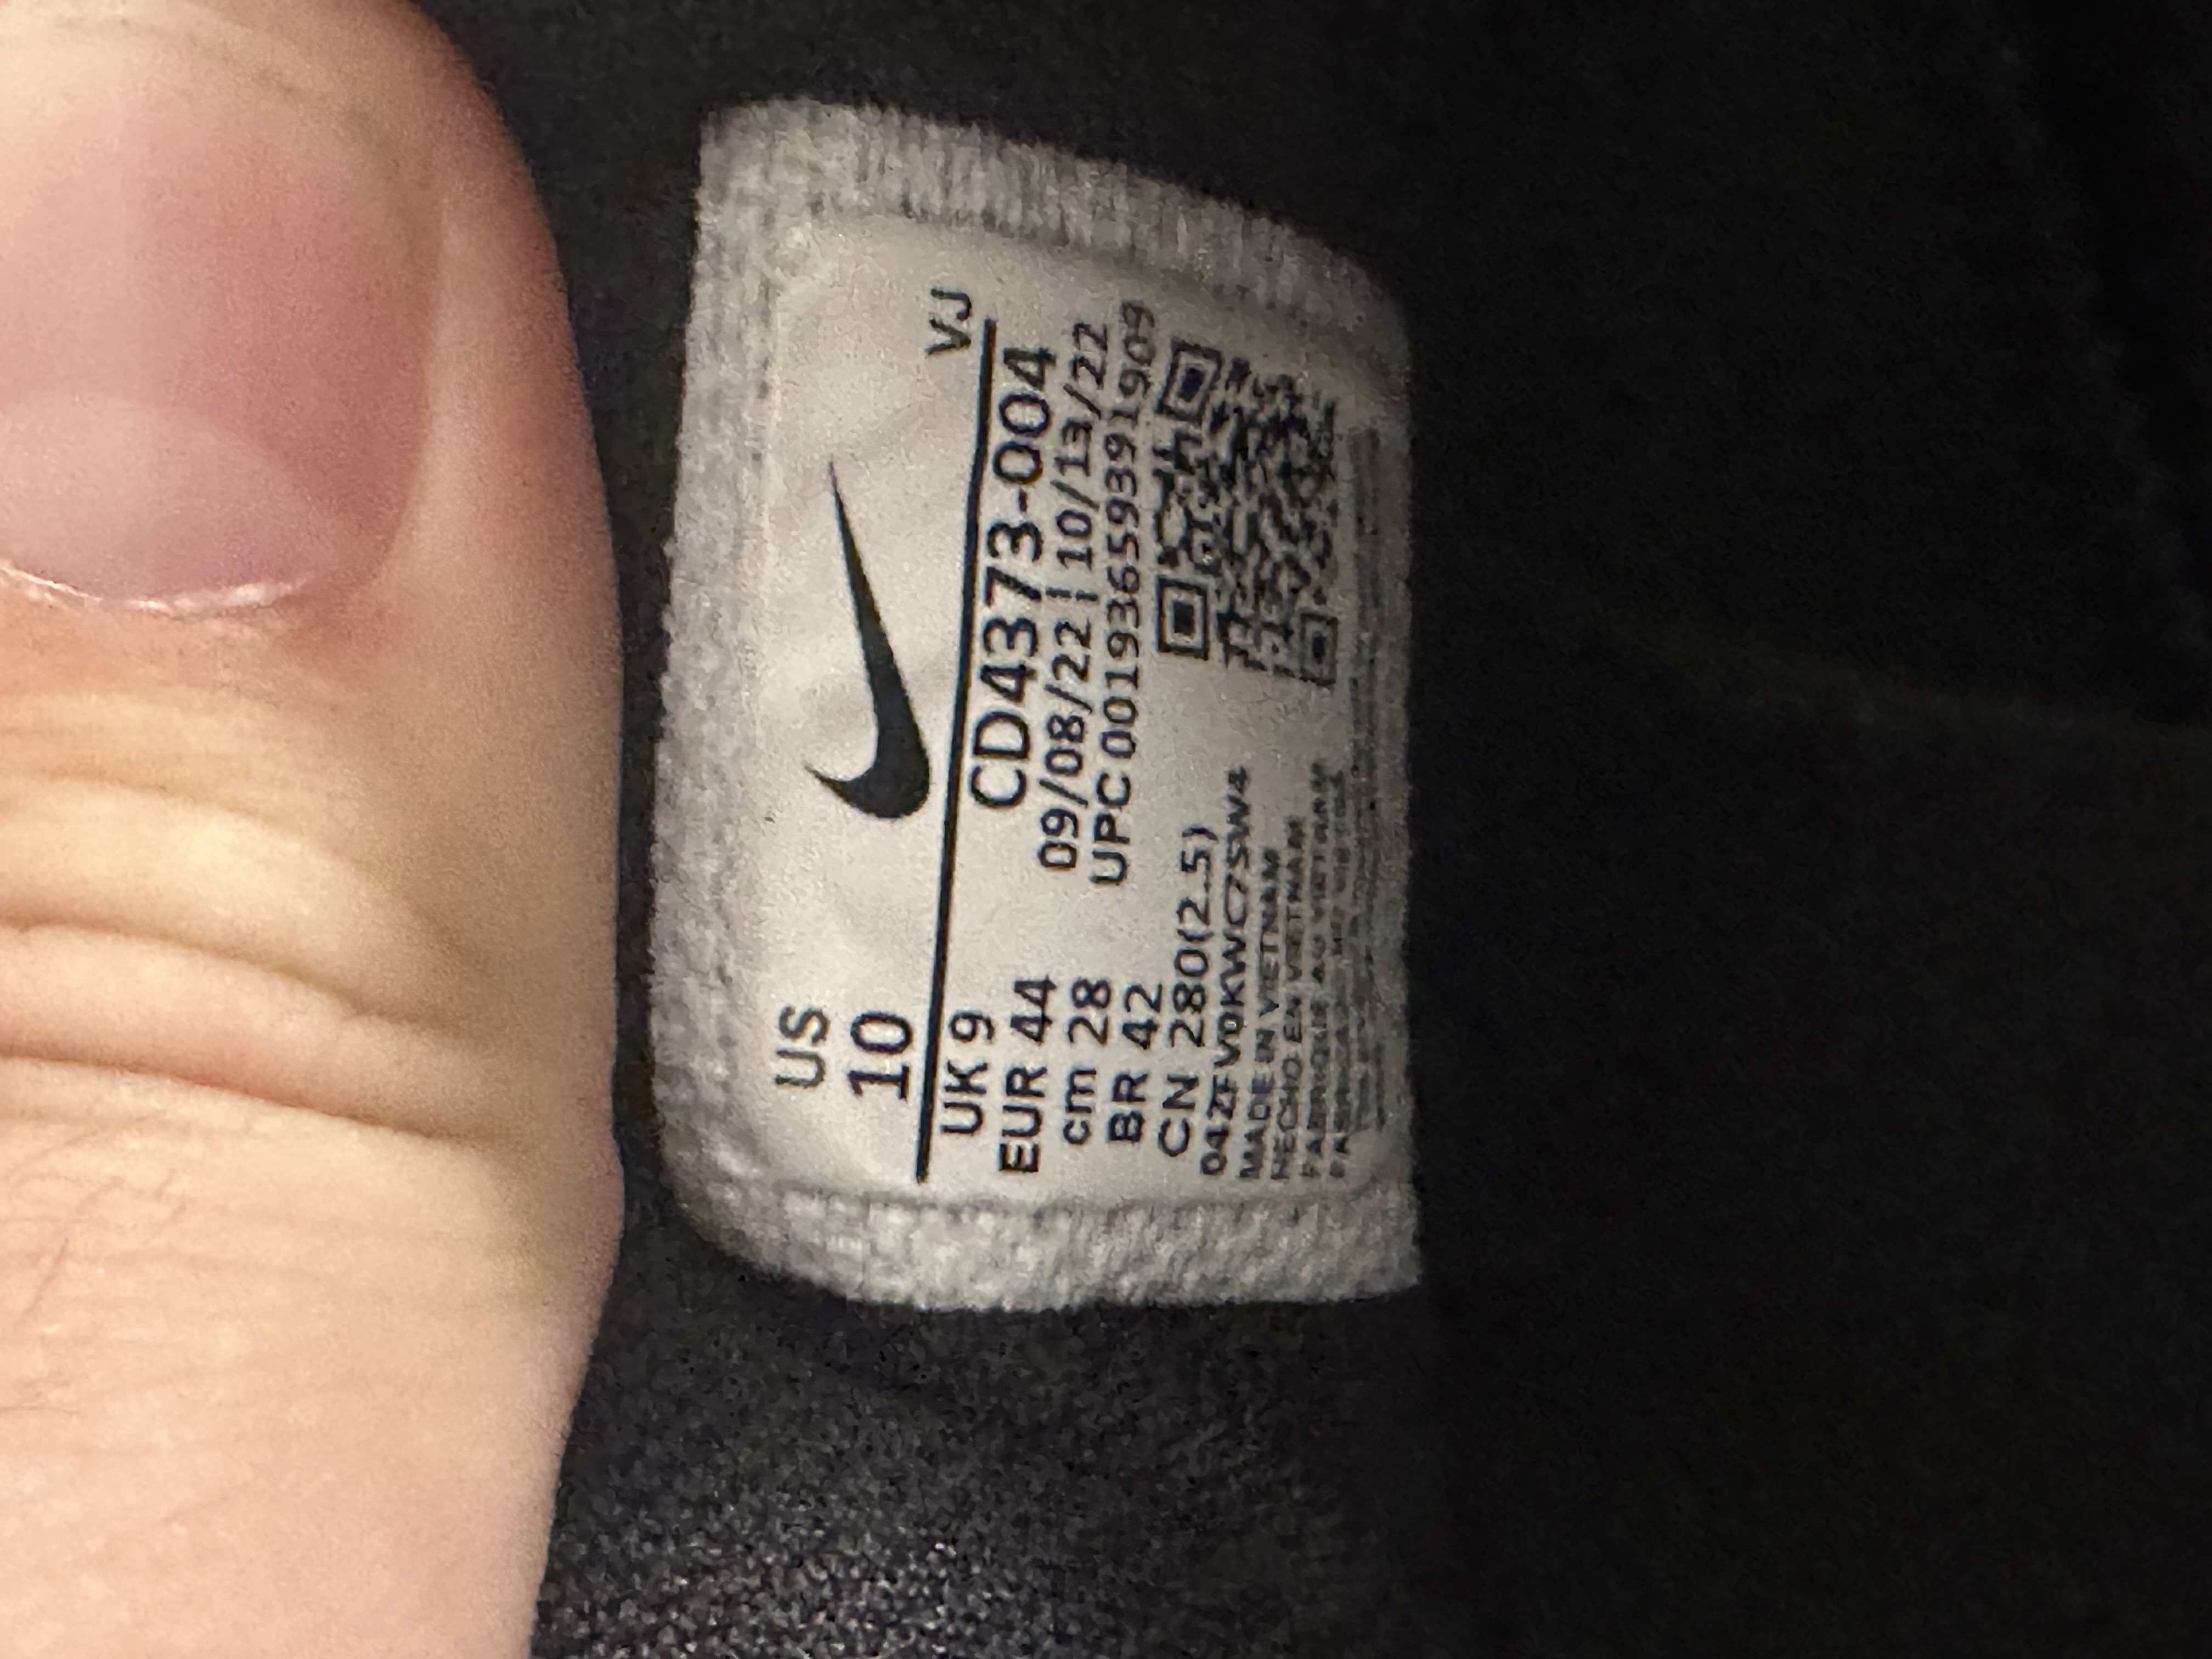 US
10
VJ
UK 9
EUR 44
cm 28
BR 42
CN 280(2.5)
CD4373-004
09/08/22 | 10/13/22
UPC 00193659391909
04ZFV0KWC7SW4
MADE IN VIETNAM
HECHO EN VIETNAM
FABRIQUE AU VIETNAM